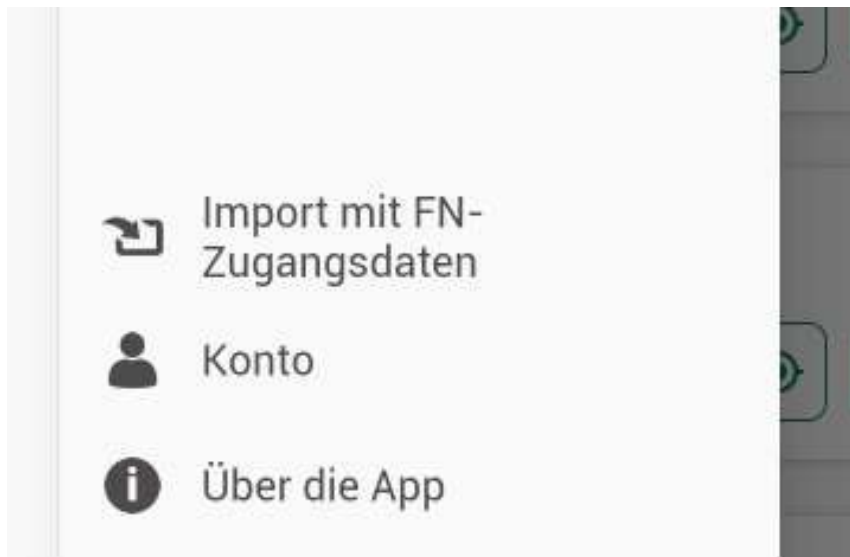 Import mit FN-
Zugangsdaten
Konto
Über die App